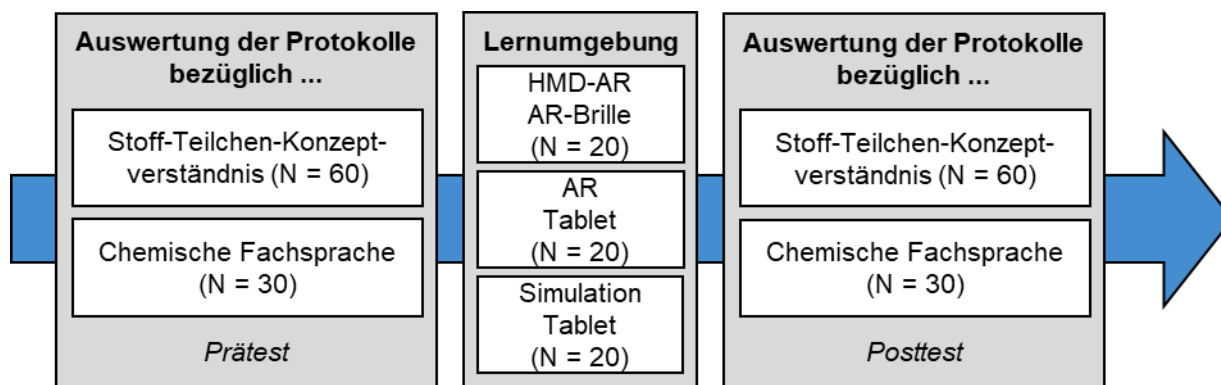 Auswertung der Protokolle
bezüglich ...
Stoff-Teilchen-Konzept-
verständnis (N = 60)
Chemische Fachsprache
(N = 30)
Prätest
Lernumgebung
HMD-AR
AR-Brille
(N = 20)
AR
Tablet
(N = 20)
Simulation
Tablet
(N = 20)
Auswertung der Protokolle
bezüglich ...
Stoff-Teilchen-Konzept-
verständnis (N = 60)
Chemische Fachsprache
(N = 30)
Posttest